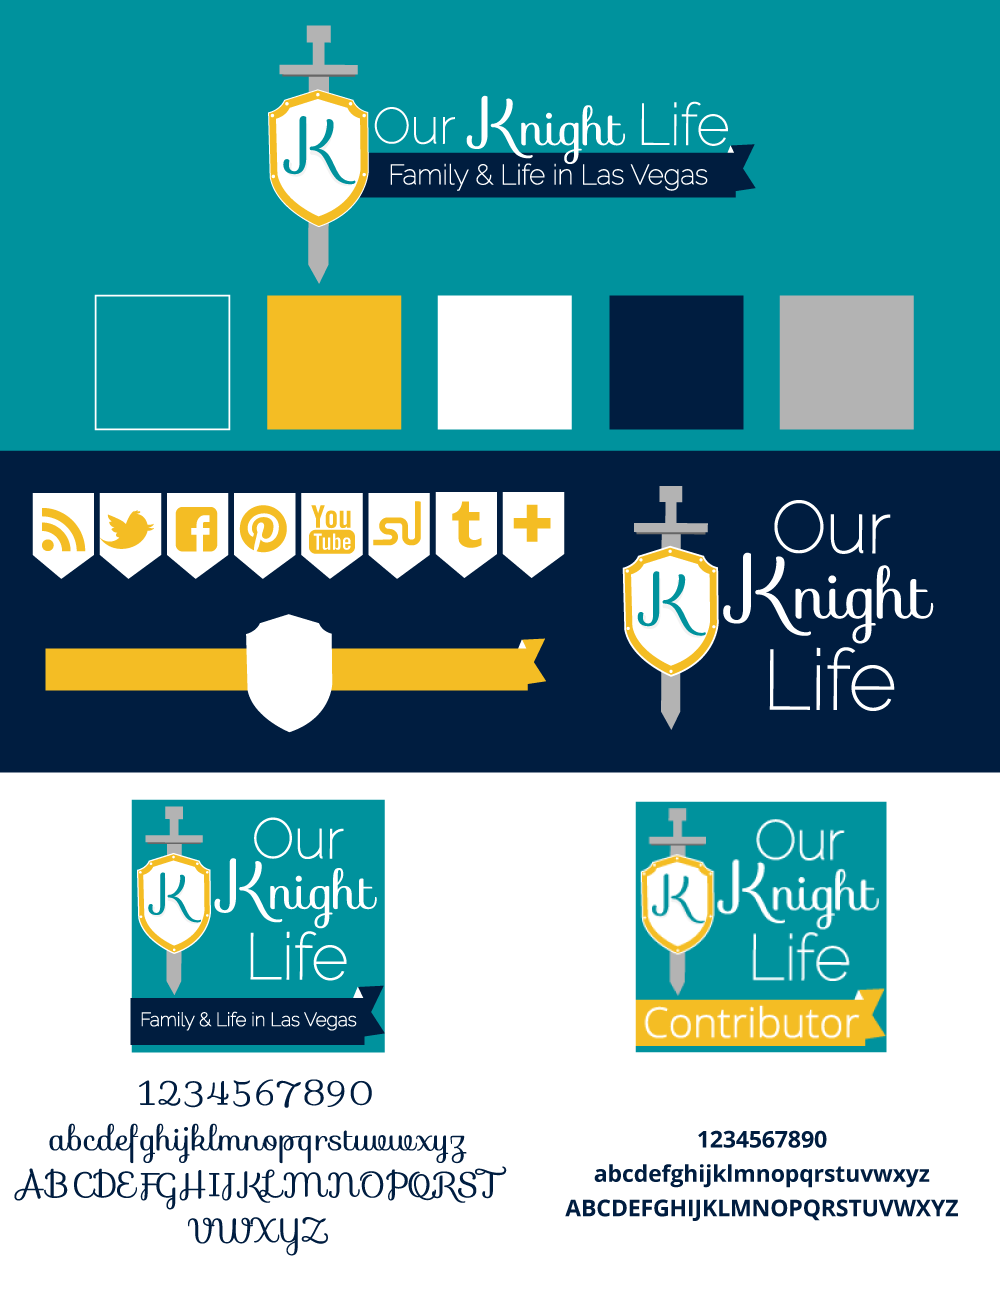 K
Our Knight Life
Family & Life in Las Vegas
You
Tube
t
K
Our
Knight
Life
K
Our
Knight
Life
Family & Life in Las Vegas
K
Our
Knight
Life
Contributor
1234567890
abcdefghijklmnopqrstuvwxyz
ABCDEFGHIJKLMNOPQRST
VWXYZ
1234567890
abcdefghijklmnopqrstuvwxyz
ABCDEFGHIJKLMNOPQRSTUVWXYZ